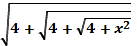 √(4 + √(4 + √(4 + x²)))